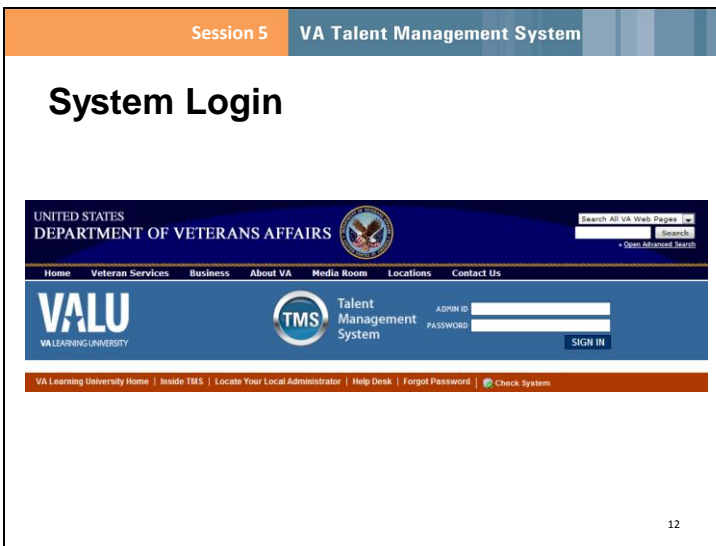 Session 5 VA Talent Management System
System Login
UNITED STATES
DEPARTMENT OF VETERANS AFFAIRS
Search All VA Web Pages
Search
Open Advanced Search
Home Veteran Services Business About VA Media Room Locations Contact Us
VALU
VA LEARNING UNIVERSITY
TMS
Talent
Management
System
ADMIN ID
PASSWORD
SIGN IN
VA Learning University Home | Inside TMS | Locate Your Local Administrator | Help Desk | Forgot Password | Check System
12